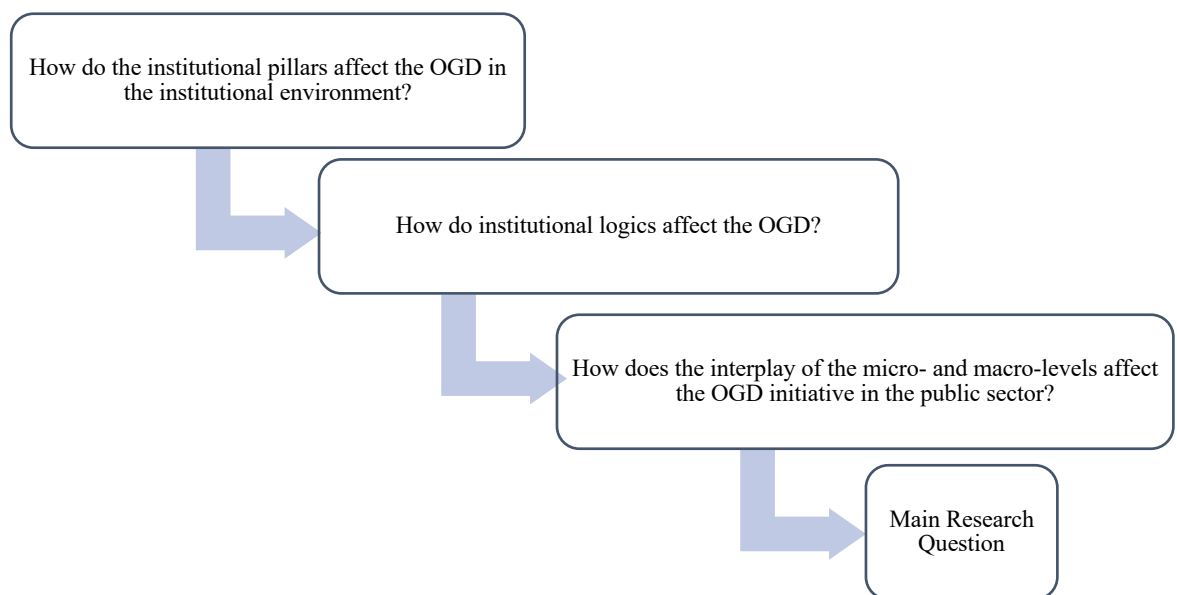 How do the institutional pillars affect the OGD in
the institutional environment?
How do institutional logics affect the OGD?
How does the interplay of the micro- and macro-levels affect
the OGD initiative in the public sector?
Main Research
Question